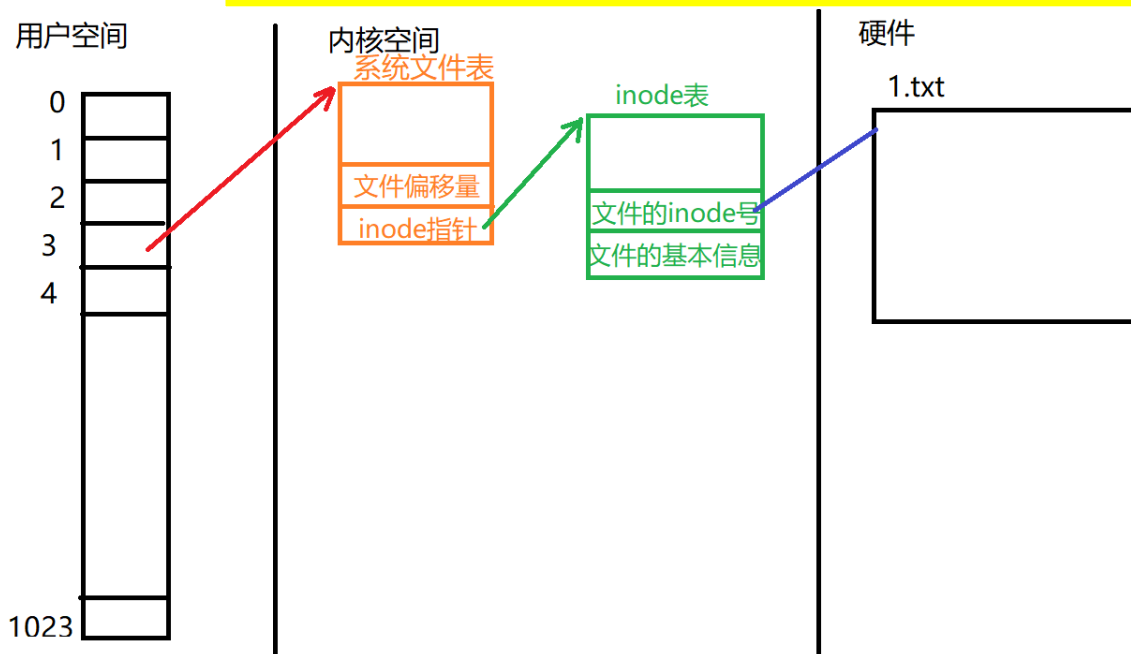 用户空间
内核空间
硬件
系统文件表
inode表
1.txt
0
1
2
3
4
1023
文件偏移量
inode指针
文件的inode号
文件的基本信息